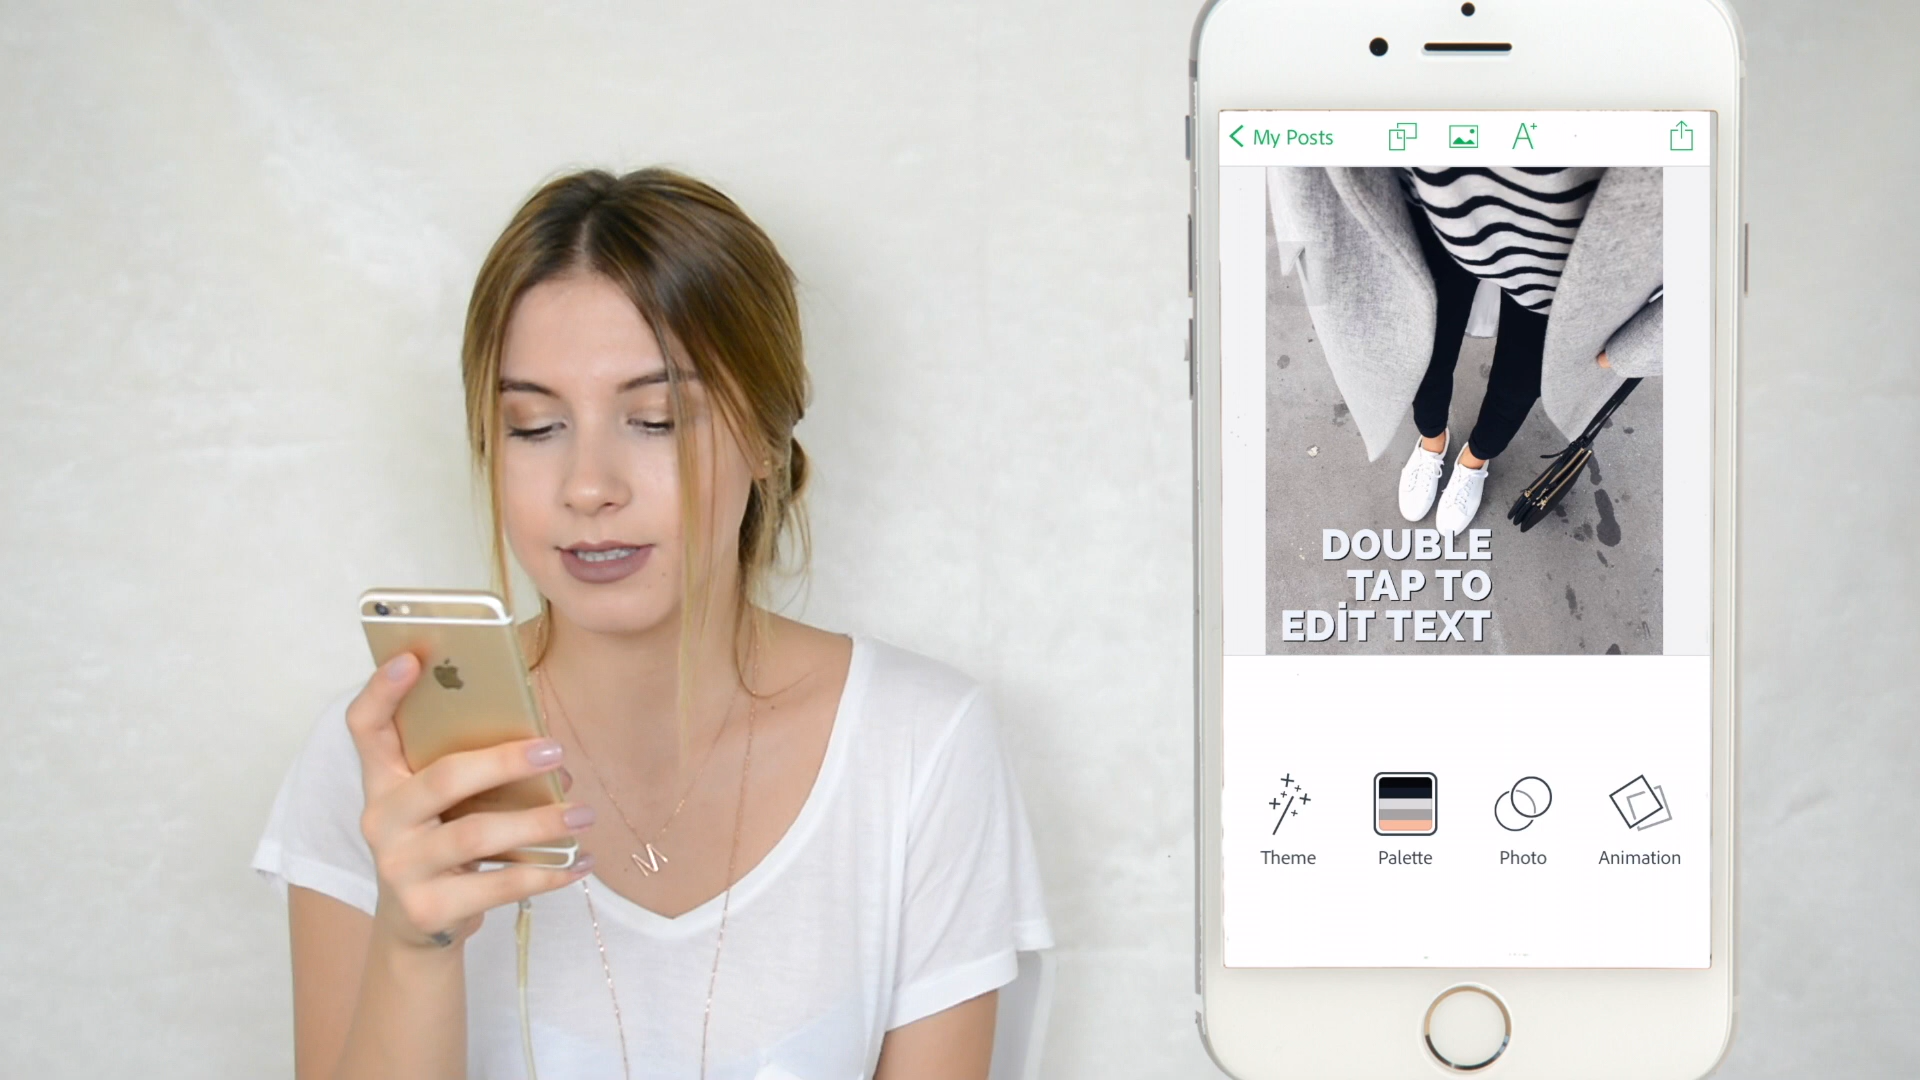 My Posts
DOUBLE
TAP TO
EDİT TEXT
Theme
Palette
Photo
Animation
M